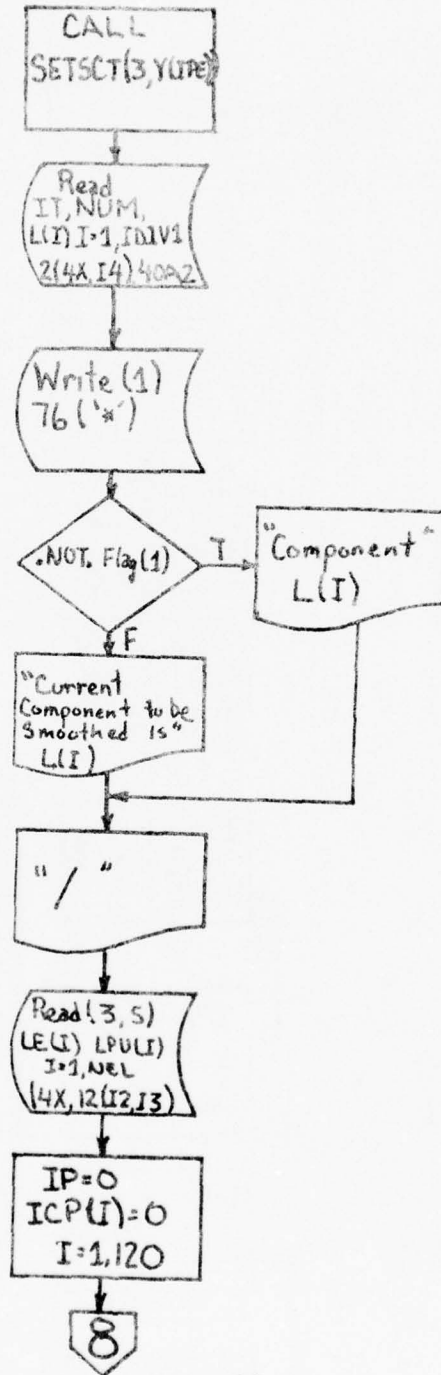 CALL
SETSCT(3,
Read
IT, NUM,
L(I) I=1, IDIV1
2(4X, I4) 40A2
Write (1)
76 ('*')
.NOT. Flag(1)
T
"Component"
L(I)
F
"Current
Component to be
Smoothed is"
L(I)
" / "
Read(3,5)
LE(I) LPU(I)
I=1, NEL
(4X, 12(I2, I3)
IP=0
ICP(I)=0
I=1,120
8